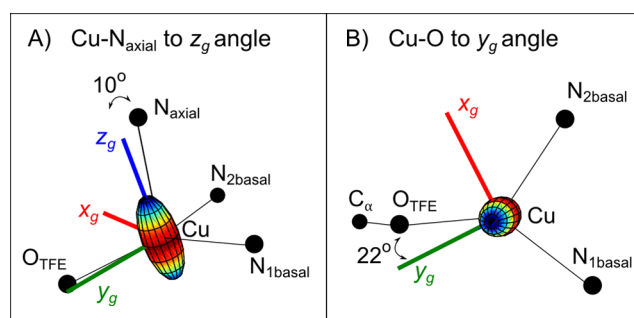 A) Cu-Naxial to zg angle
10o
Naxial
zg
N2basal
xg
Cu
OTFE
N1basal
yg
B) Cu-O to yg angle
N2basal
xg
Cα
OTFE
Cu
22o
yg
N1basal